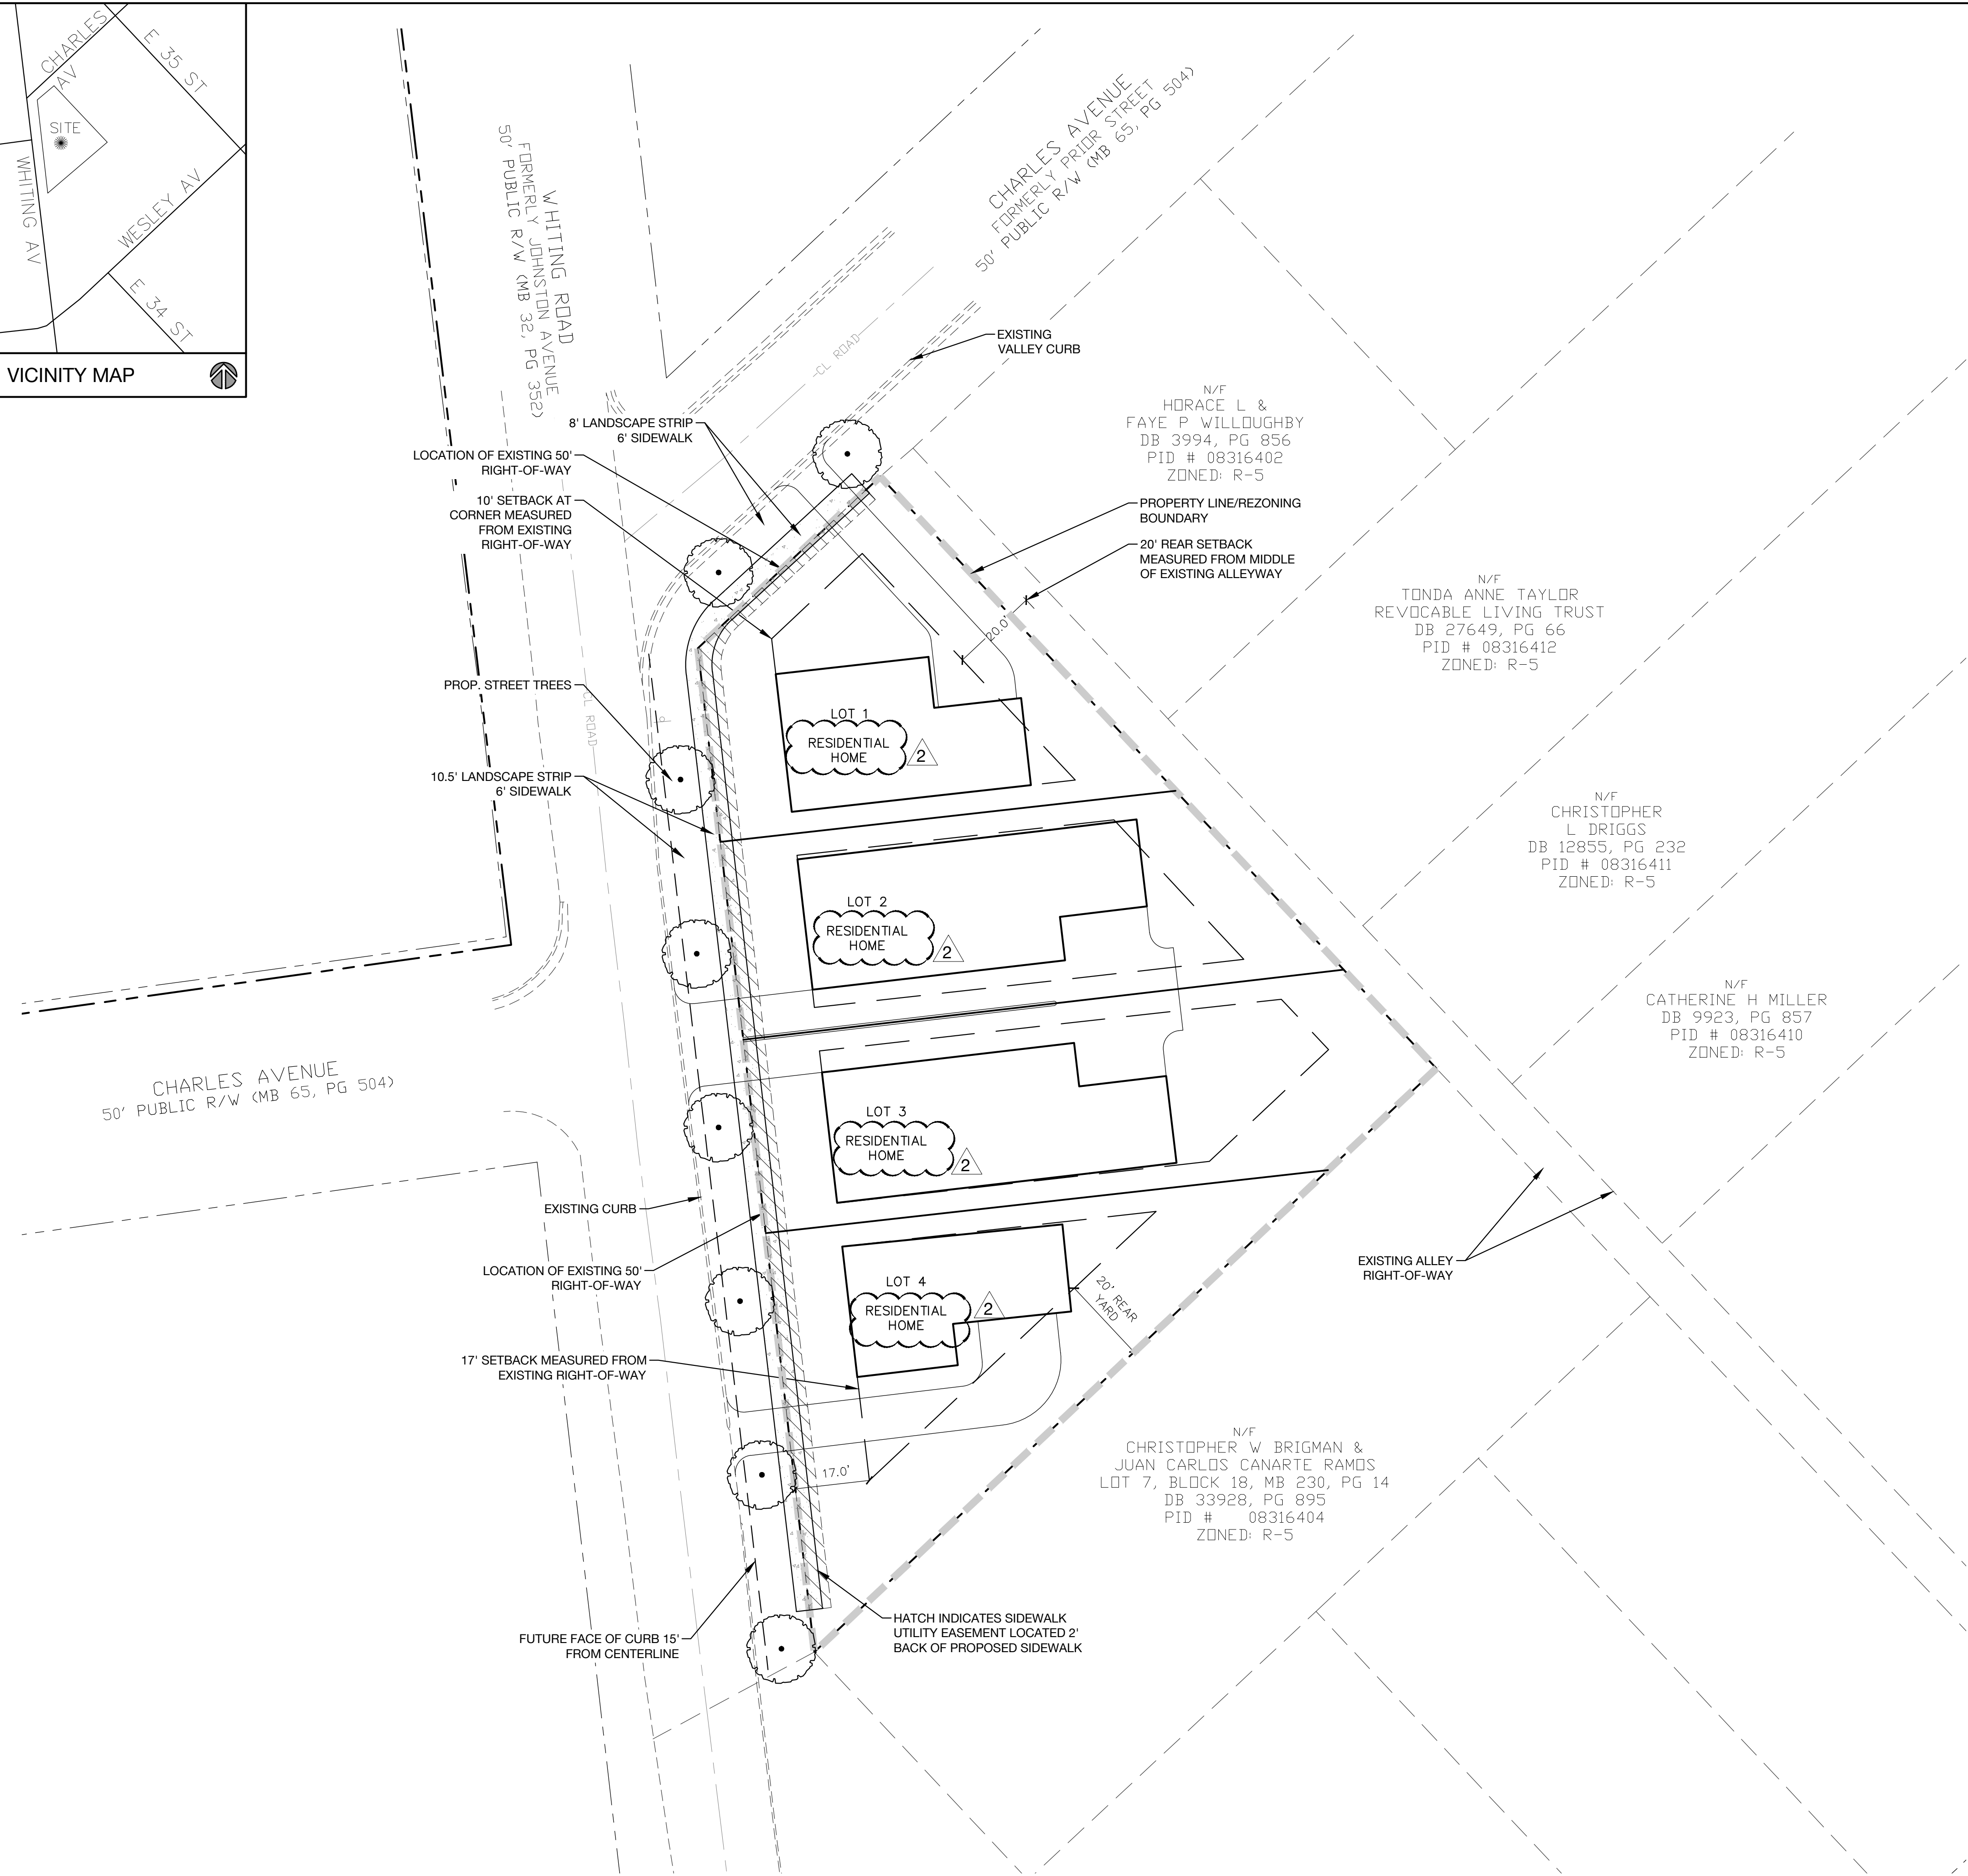 CHARLES
AV
E 35 ST
SITE
WHITING AV
WESLEY AV
E 34 ST
VICINITY MAP
WHITING ROAD
FORMERLY JOHNSTON AVENUE
50' PUBLIC R/W (MB 32, PG 352)
CHARLES AVENUE
FORMERLY PRIOR STREET
50' PUBLIC R/W (MB 65, PG 504)
CL ROAD
EXISTING
VALLEY CURB
8' LANDSCAPE STRIP
6' SIDEWALK
LOCATION OF EXISTING 50'
RIGHT-OF-WAY
10' SETBACK AT
CORNER MEASURED
FROM EXISTING
RIGHT-OF-WAY
N/F
HORACE L &
FAYE P WILLOUGHBY
DB 3994, PG 856
PID # 08316402
ZONED: R-5
PROPERTY LINE/REZONING
BOUNDARY
20' REAR SETBACK
MEASURED FROM MIDDLE
OF EXISTING ALLEYWAY
20.0'
N/F
TONDA ANNE TAYLOR
REVOCABLE LIVING TRUST
DB 27649, PG 66
PID # 08316412
ZONED: R-5
PROP. STREET TREES
CL ROAD
LOT 1
RESIDENTIAL
HOME
2
10.5' LANDSCAPE STRIP
6' SIDEWALK
N/F
CHRISTOPHER
L DRIGGS
DB 12855, PG 232
PID # 08316411
ZONED: R-5
LOT 2
RESIDENTIAL
HOME
2
N/F
CATHERINE H MILLER
DB 9923, PG 857
PID # 08316410
ZONED: R-5
CHARLES AVENUE
50' PUBLIC R/W (MB 65, PG 504)
LOT 3
RESIDENTIAL
HOME
2
EXISTING CURB
LOCATION OF EXISTING 50'
RIGHT-OF-WAY
EXISTING ALLEY
RIGHT-OF-WAY
LOT 4
RESIDENTIAL
HOME
2
20' REAR
YARD
17' SETBACK MEASURED FROM
EXISTING RIGHT-OF-WAY
17.0'
N/F
CHRISTOPHER W BRIGMAN &
JUAN CARLOS CANARTE RAMOS
LOT 7, BLOCK 18, MB 230, PG 14
DB 33928, PG 895
PID # 08316404
ZONED: R-5
FUTURE FACE OF CURB 15'
FROM CENTERLINE
HATCH INDICATES SIDEWALK
UTILITY EASEMENT LOCATED 2'
BACK OF PROPOSED SIDEWALK